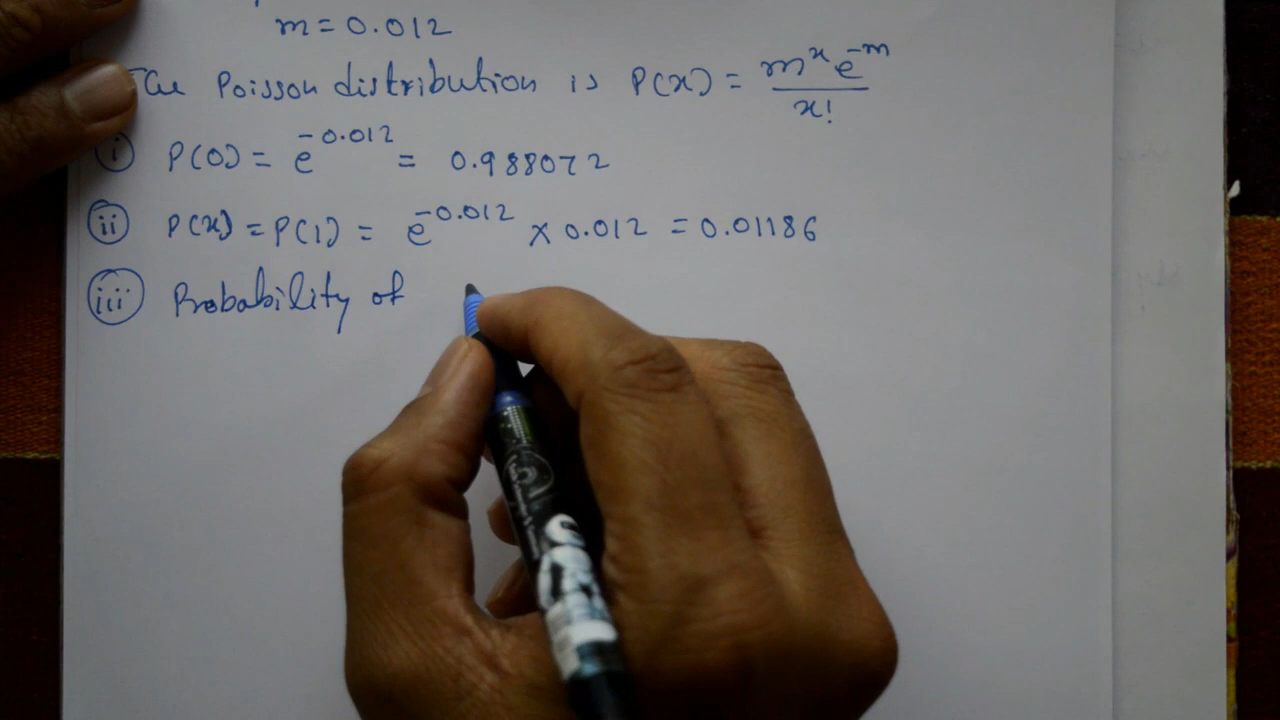 m = 0.012
The Poisson distribution is P(x) = m^x e^-m / x!
(i) P(0) = e^-0.012 = 0.988072
(ii) P(x) = P(1) = e^-0.012 × 0.012 = 0.01186
(iii) Probability of